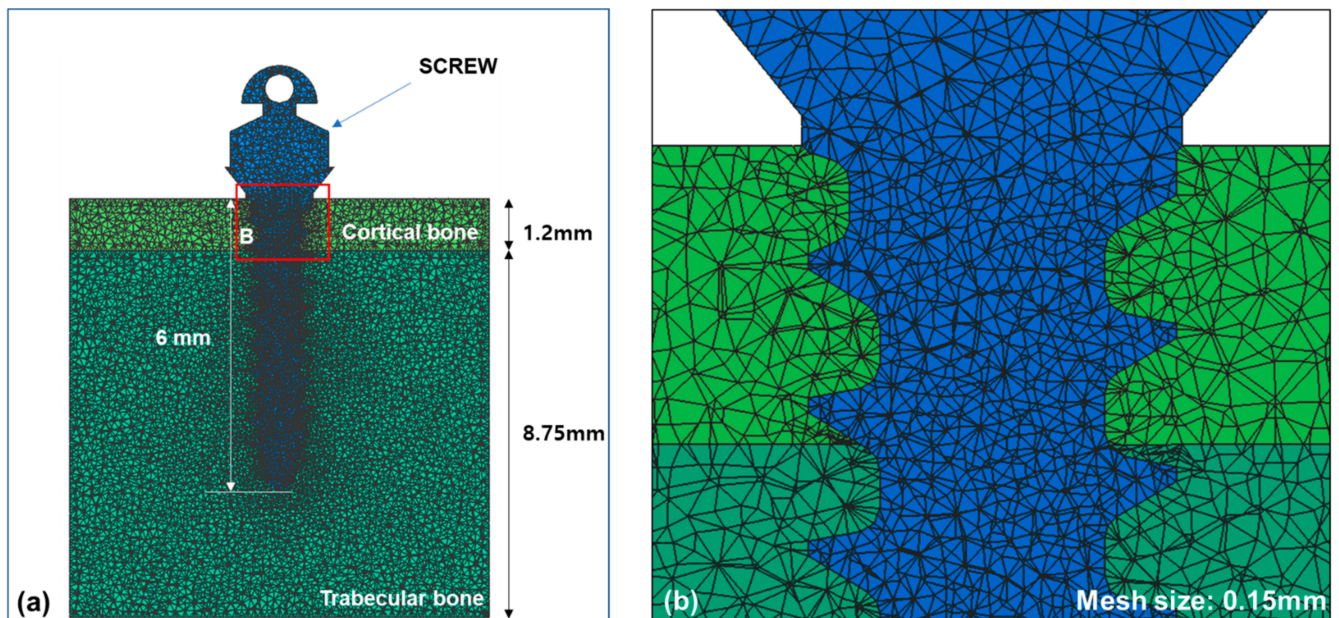 SCREW
B
Cortical bone
1.2mm
6 mm
8.75mm
(a)
Trabecular bone
(b)
Mesh size: 0.15mm